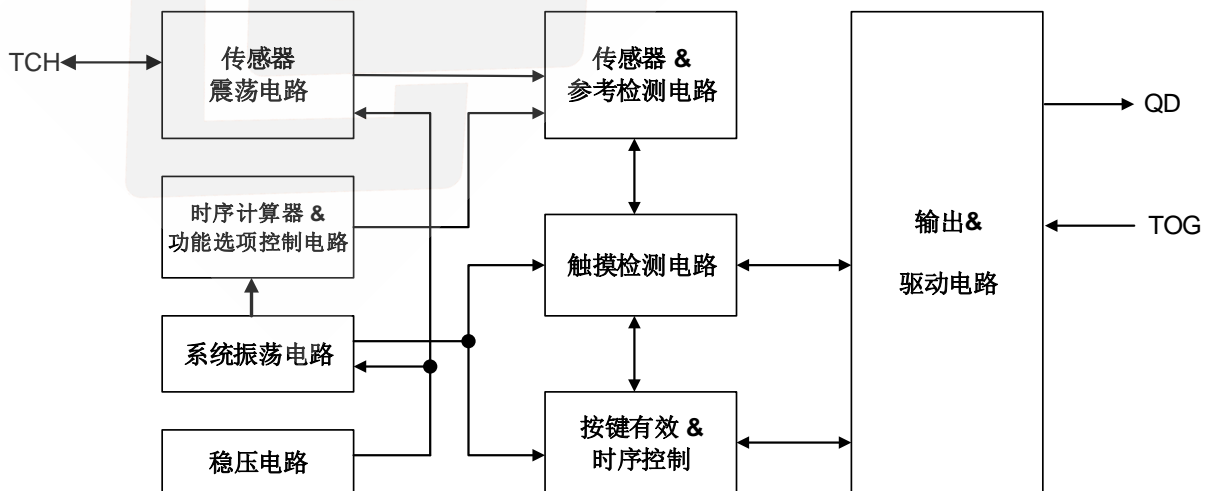 TCH
传感器
震荡电路
传感器 &
参考检测电路
QD
时序计算器 &
功能选项控制电路
触摸检测电路
输出&
驱动电路
TOG
系统振荡电路
稳压电路
按键有效 &
时序控制